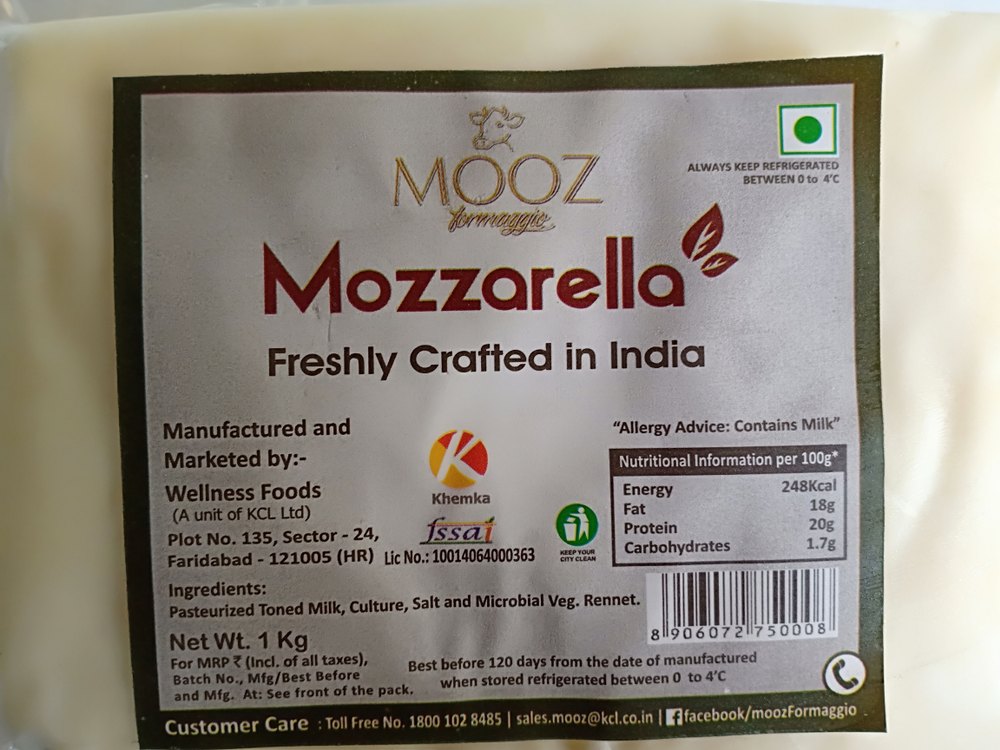 MOOZ
formaggio
ALWAYS KEEP REFRIGERATED
BETWEEN 0 to 4'C
Mozzarella
Freshly Crafted in India
Manufactured and
Marketed by:-
Wellness Foods
(A unit of KCL Ltd)
Plot No. 135, Sector - 24,
Faridabad - 121005 (HR)
K
Khemka
fssai
Lic No.: 10014064000363
KEEP YOUR
CITY CLEAN
"Allergy Advice: Contains Milk"
Nutritional Information per 100g*
Energy 248Kcal
Fat 18g
Protein 20g
Carbohydrates 1.7g
Ingredients:
Pasteurized Toned Milk, Culture, Salt and Microbial Veg. Rennet.
8 906072 750008
Net Wt. 1 Kg
For MRP ₹ (Incl. of all taxes),
Batch No., Mfg/Best Before
and Mfg. At: See front of the pack.
Best before 120 days from the date of manufactured
when stored refrigerated between 0 to 4'C
Customer Care : Toll Free No. 1800 102 8485 | sales.mooz@kcl.co.in | f facebook/moozFormaggio